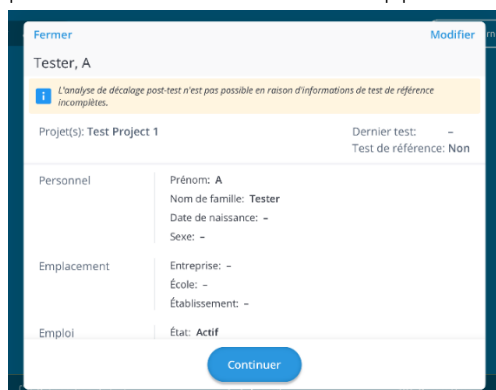 Fermer
Modifier
Tester, A
L'analyse de décalage post-test n'est pas possible en raison d'informations de test de référence
incomplètes.
Projet(s): Test Project 1
Dernier test: –
Test de référence: Non
Personnel
Prénom: A
Nom de famille: Tester
Date de naissance: –
Sexe: –
Emplacement
Entreprise: –
École: –
Établissement: –
Emploi
État: Actif
Continuer